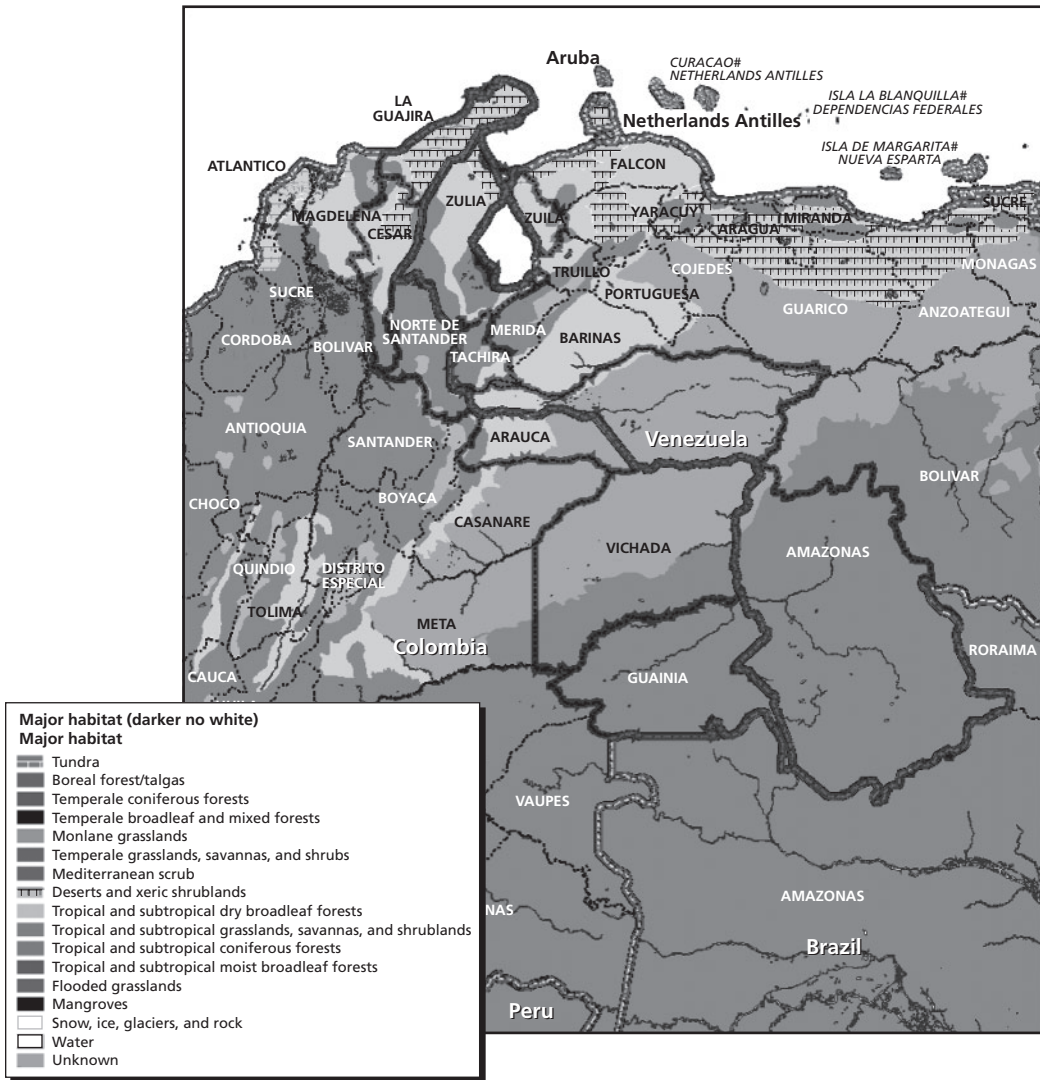 Aruba
CURACAO#
NETHERLANDS ANTILLES
LA
GUAJIRA
ISLA LA BLANQUILLA#
DEPENDENCIAS FEDERALES
Netherlands Antilles
ISLA DE MARGARITA#
NUEVA ESPARTA
ATLANTICO
FALCON
MAGDELENA
ZULIA
ZUILA
YARACUY
MIRANDA
SUCRE
CESAR
ARAGUA
TRUILLO
COJEDES
MONAGAS
SUCRE
PORTUGUESA
GUARICO
ANZOATEGUI
CORDOBA
BOLIVAR
NORTE DE
SANTANDER
MERIDA
BARINAS
TACHIRA
ANTIOQUIA
SANTANDER
ARAUCA
Venezuela
BOLIVAR
CHOCO
BOYACA
CASANARE
VICHADA
AMAZONAS
QUINDIO
DISTRITO
ESPECIAL
TOLIMA
META
Colombia
RORAIMA
CAUCA
GUAINIA
VAUPES
AMAZONAS
NAS
Brazil
Peru
Major habitat (darker no white)
Major habitat
Tundra
Boreal forest/talgas
Temperale coniferous forests
Temperale broadleaf and mixed forests
Monlane grasslands
Temperale grasslands, savannas, and shrubs
Mediterranean scrub
Deserts and xeric shrublands
Tropical and subtropical dry broadleaf forests
Tropical and subtropical grasslands, savannas, and shrublands
Tropical and subtropical coniferous forests
Tropical and subtropical moist broadleaf forests
Flooded grasslands
Mangroves
Snow, ice, glaciers, and rock
Water
Unknown